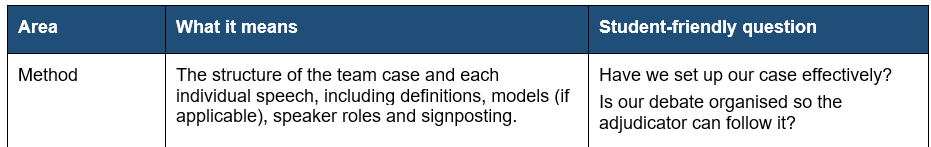 Area
What it means
Student-friendly question
Method
The structure of the team case and each
individual speech, including definitions, models (if
applicable), speaker roles and signposting.
Have we set up our case effectively?
Is our debate organised so the
adjudicator can follow it?